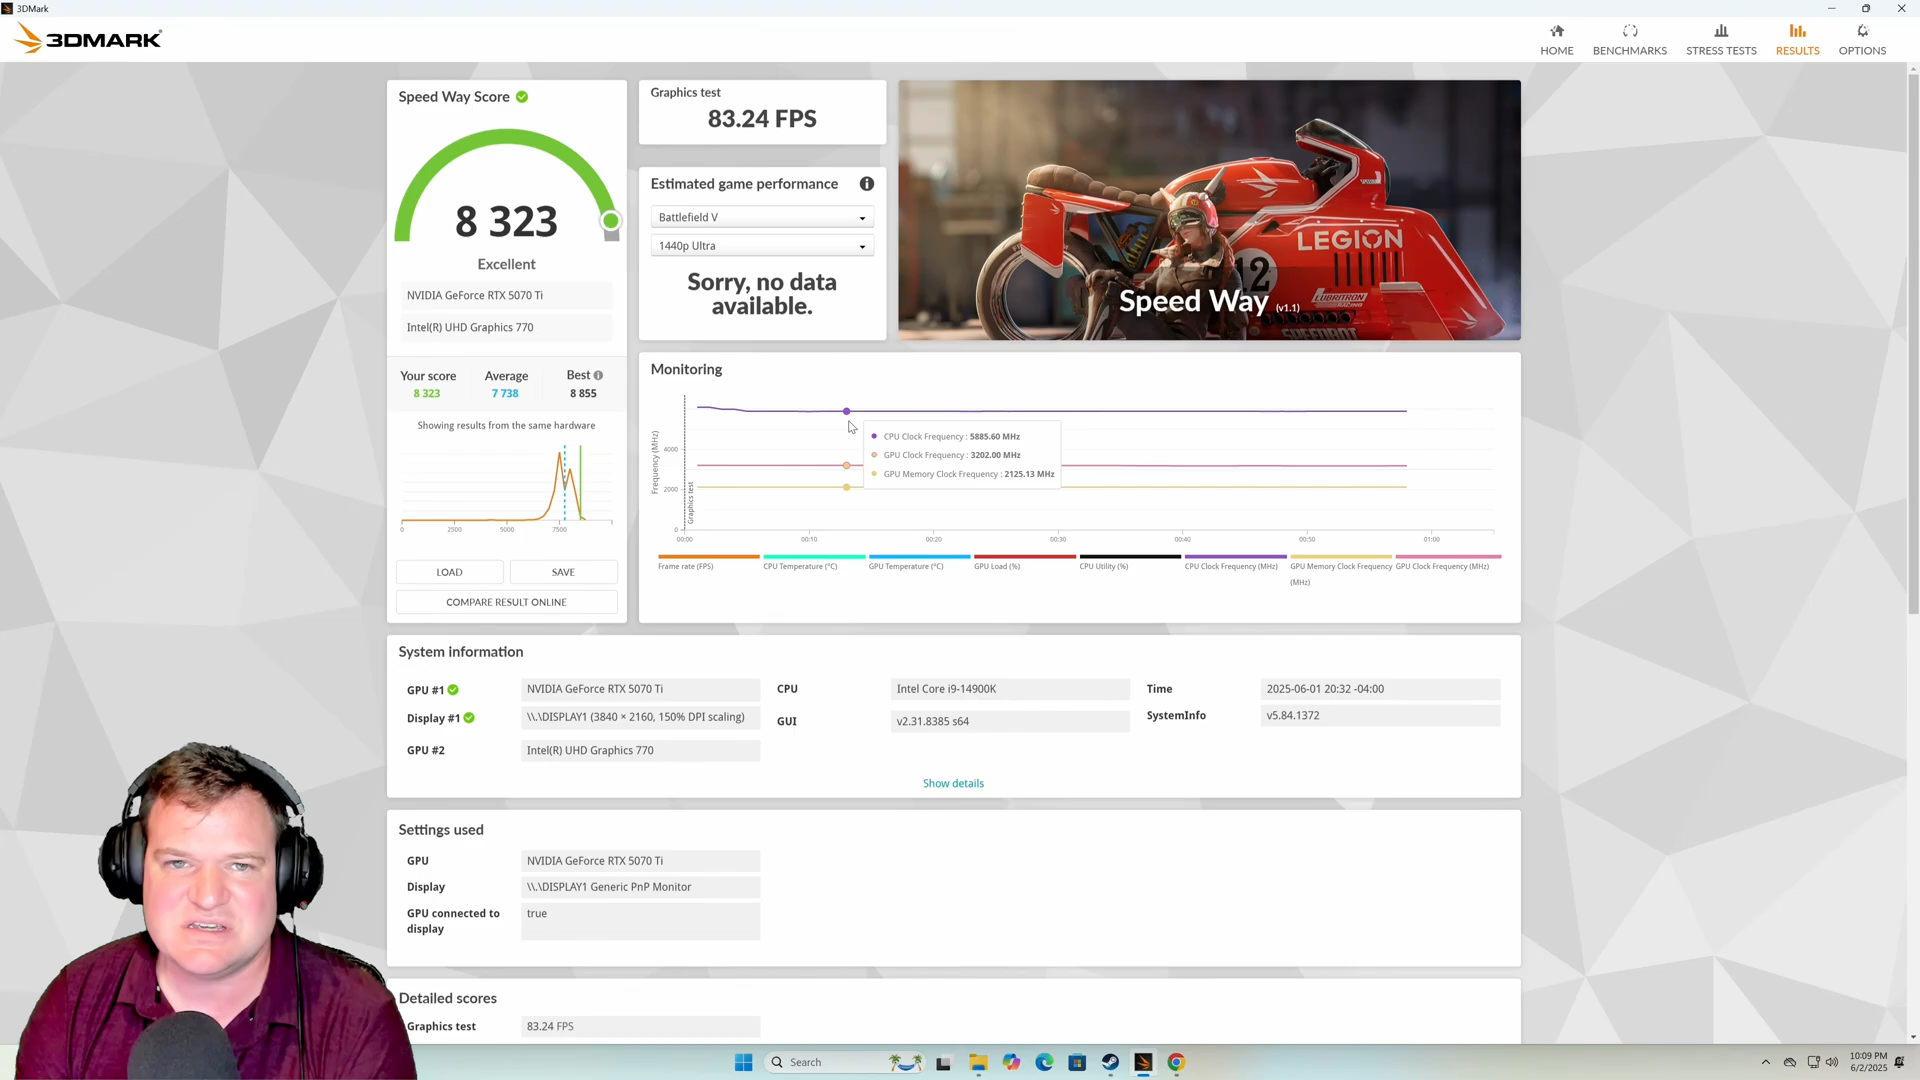 3DMark
3DMARK
HOME
BENCHMARKS
STRESS TESTS
RESULTS
OPTIONS
Speed Way Score
8 323
Excellent
NVIDIA GeForce RTX 5070 Ti
Intel(R) UHD Graphics 770
Your score
8 323
Average
7 738
Best
8 855
Showing results from the same hardware
0 2500 5000 7500
LOAD
SAVE
COMPARE RESULT ONLINE
Graphics test
83.24 FPS
Estimated game performance
Battlefield V
1440p Ultra
Sorry, no data
available.
LEGION
12
LUBRITRON
Speed Way (v1.1)
Monitoring
Frequency (MHz)
4000
2000
0
Graphics test
CPU Clock Frequency : 5885.60 MHz
GPU Clock Frequency : 3202.00 MHz
GPU Memory Clock Frequency : 2125.13 MHz
00:00 00:10 00:20 00:30 00:40 00:50 01:00
Frame rate (FPS)
CPU Temperature (°C)
GPU Temperature (°C)
GPU Load (%)
CPU Utility (%)
CPU Clock Frequency (MHz)
GPU Memory Clock Frequency
(MHz)
GPU Clock Frequency (MHz)
System information
GPU #1
NVIDIA GeForce RTX 5070 Ti
Display #1
\\.\DISPLAY1 (3840 × 2160, 150% DPI scaling)
GPU #2
Intel(R) UHD Graphics 770
CPU
Intel Core i9-14900K
GUI
v2.31.8385 s64
Time
2025-06-01 20:32 -04:00
SystemInfo
v5.84.1372
Show details
Settings used
GPU
NVIDIA GeForce RTX 5070 Ti
Display
\\.\DISPLAY1 Generic PnP Monitor
GPU connected to
display
true
Detailed scores
Graphics test
83.24 FPS
Search
10:09 PM
6/2/2025